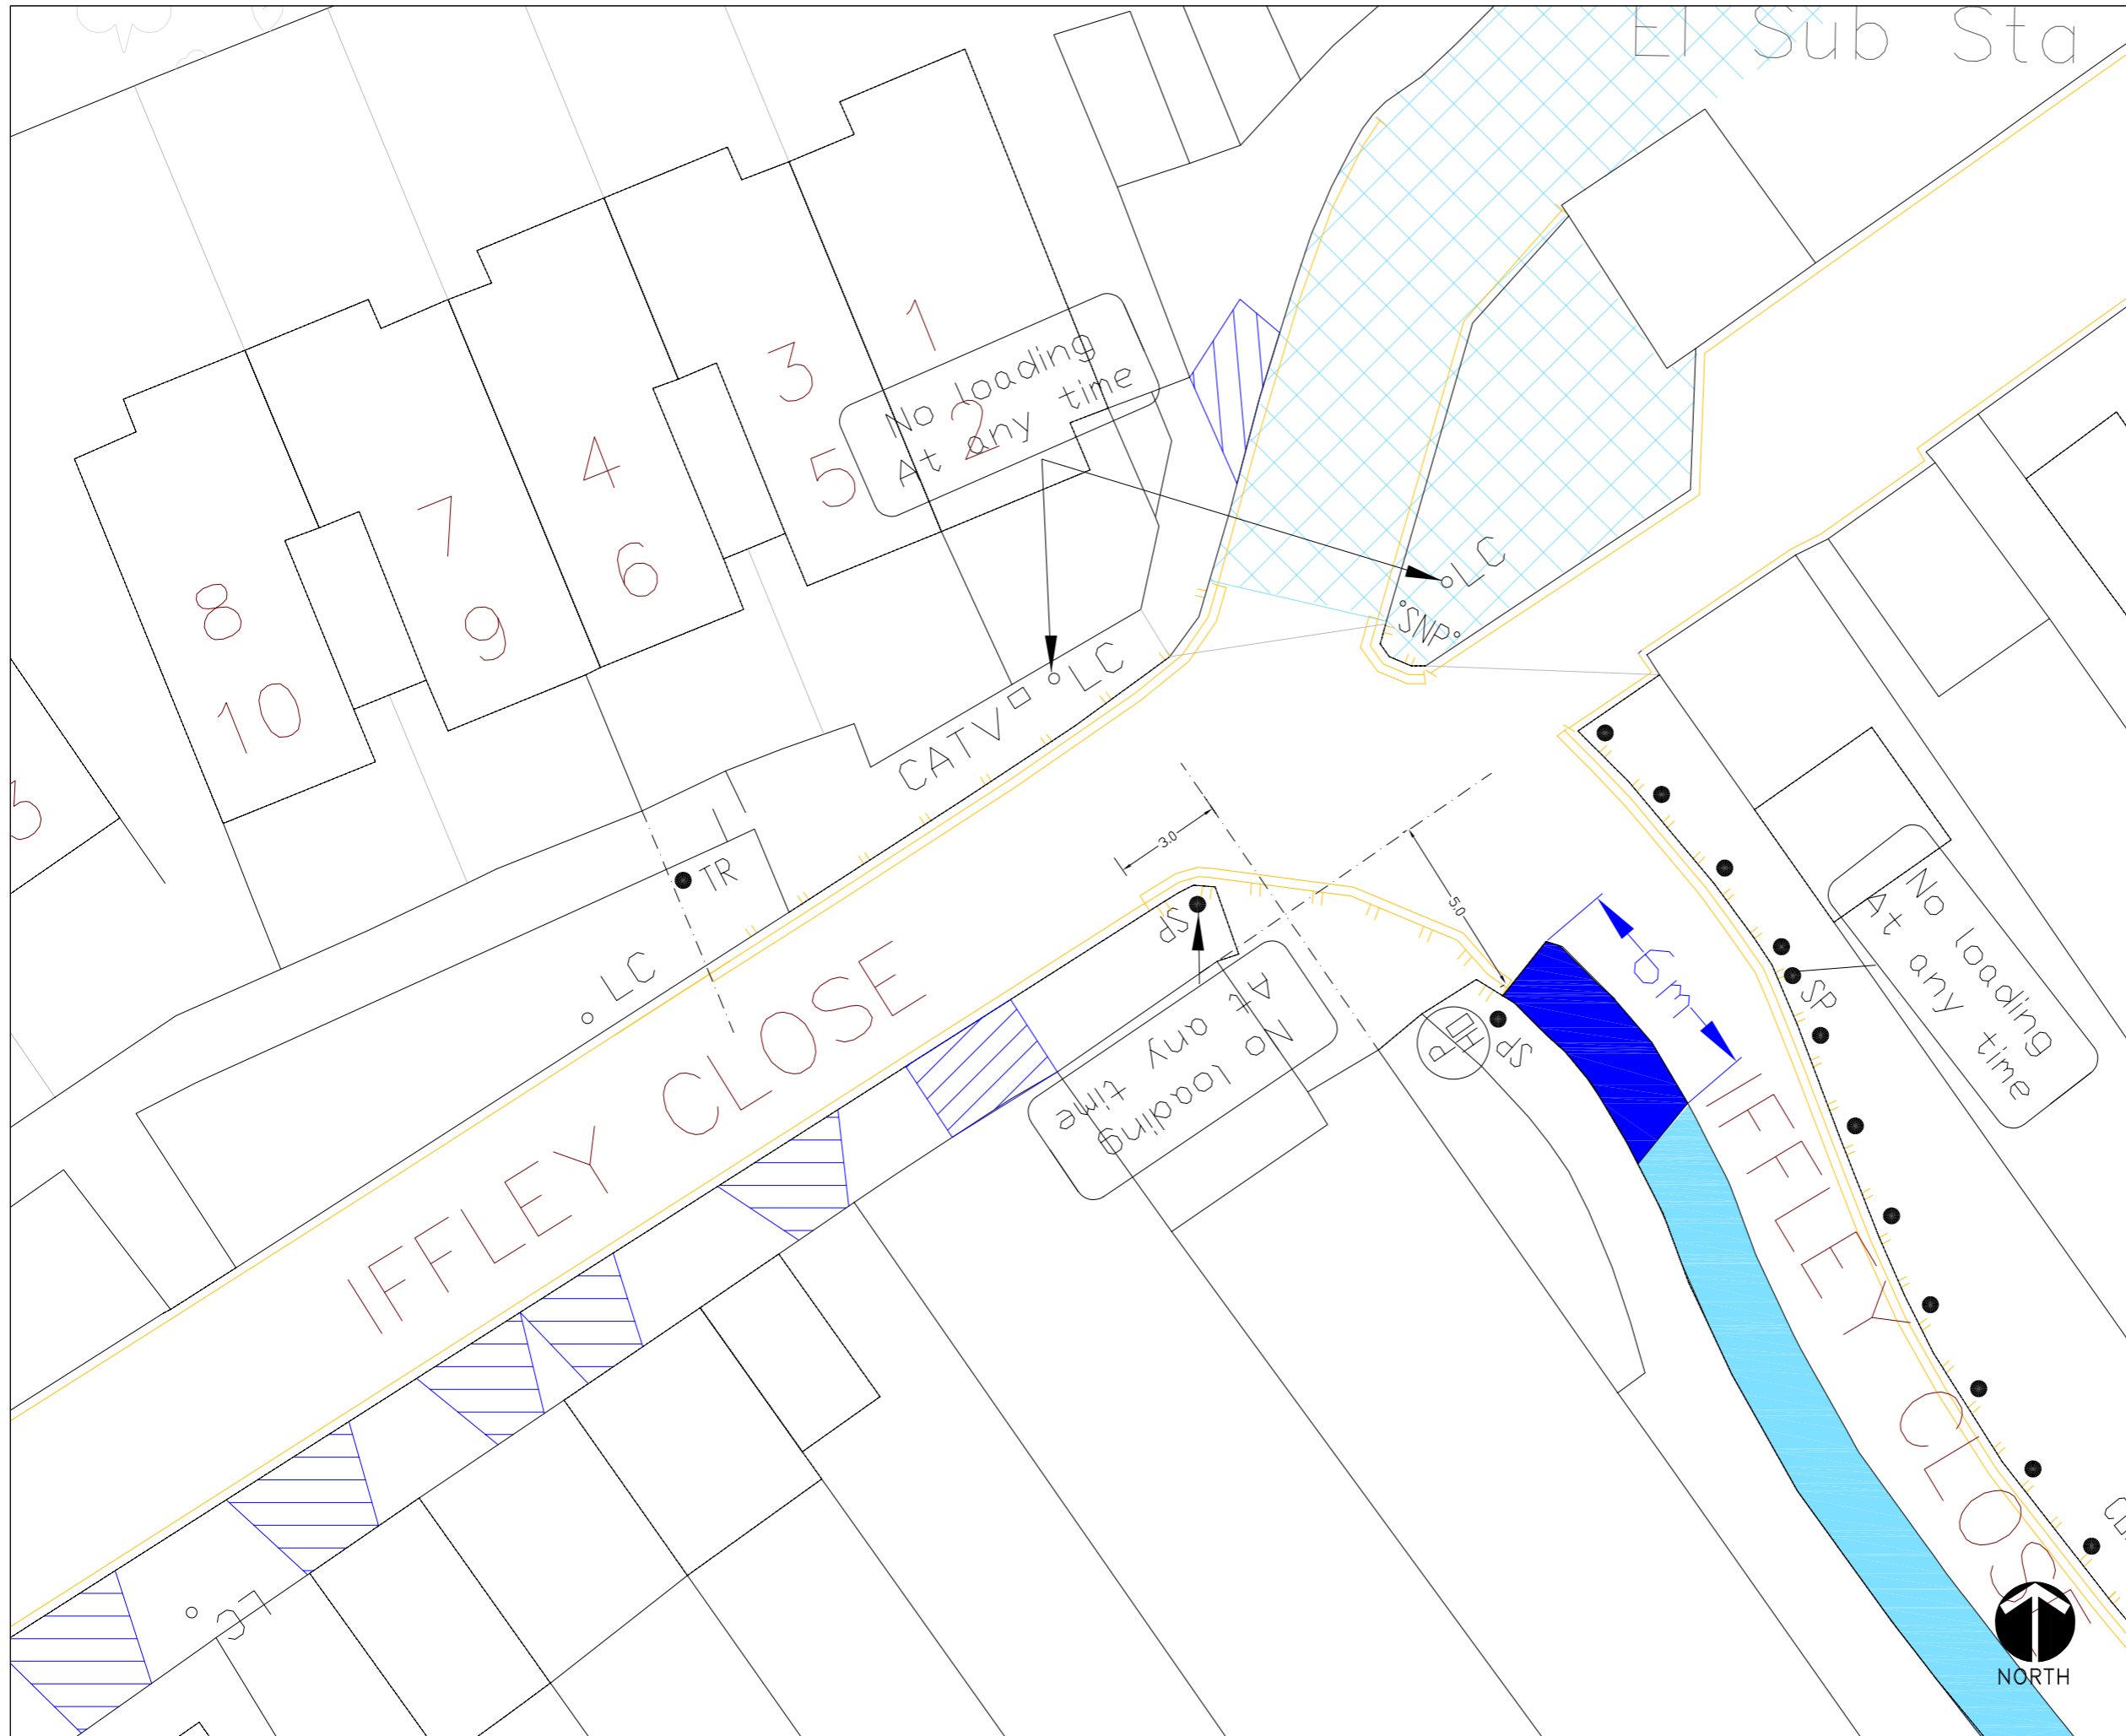 El Sub Sta
1
3
No loading
At any time
2
4
5
7
6
8
9
10
LC
SNP
LC
CATV
3
TR
3.0
5.0
LC
SP
IFFLEY CLOSE
No loading
At any time
6m
SP
No loading
At any time
SP
IFFLEY CLOSE
LC
NORTH